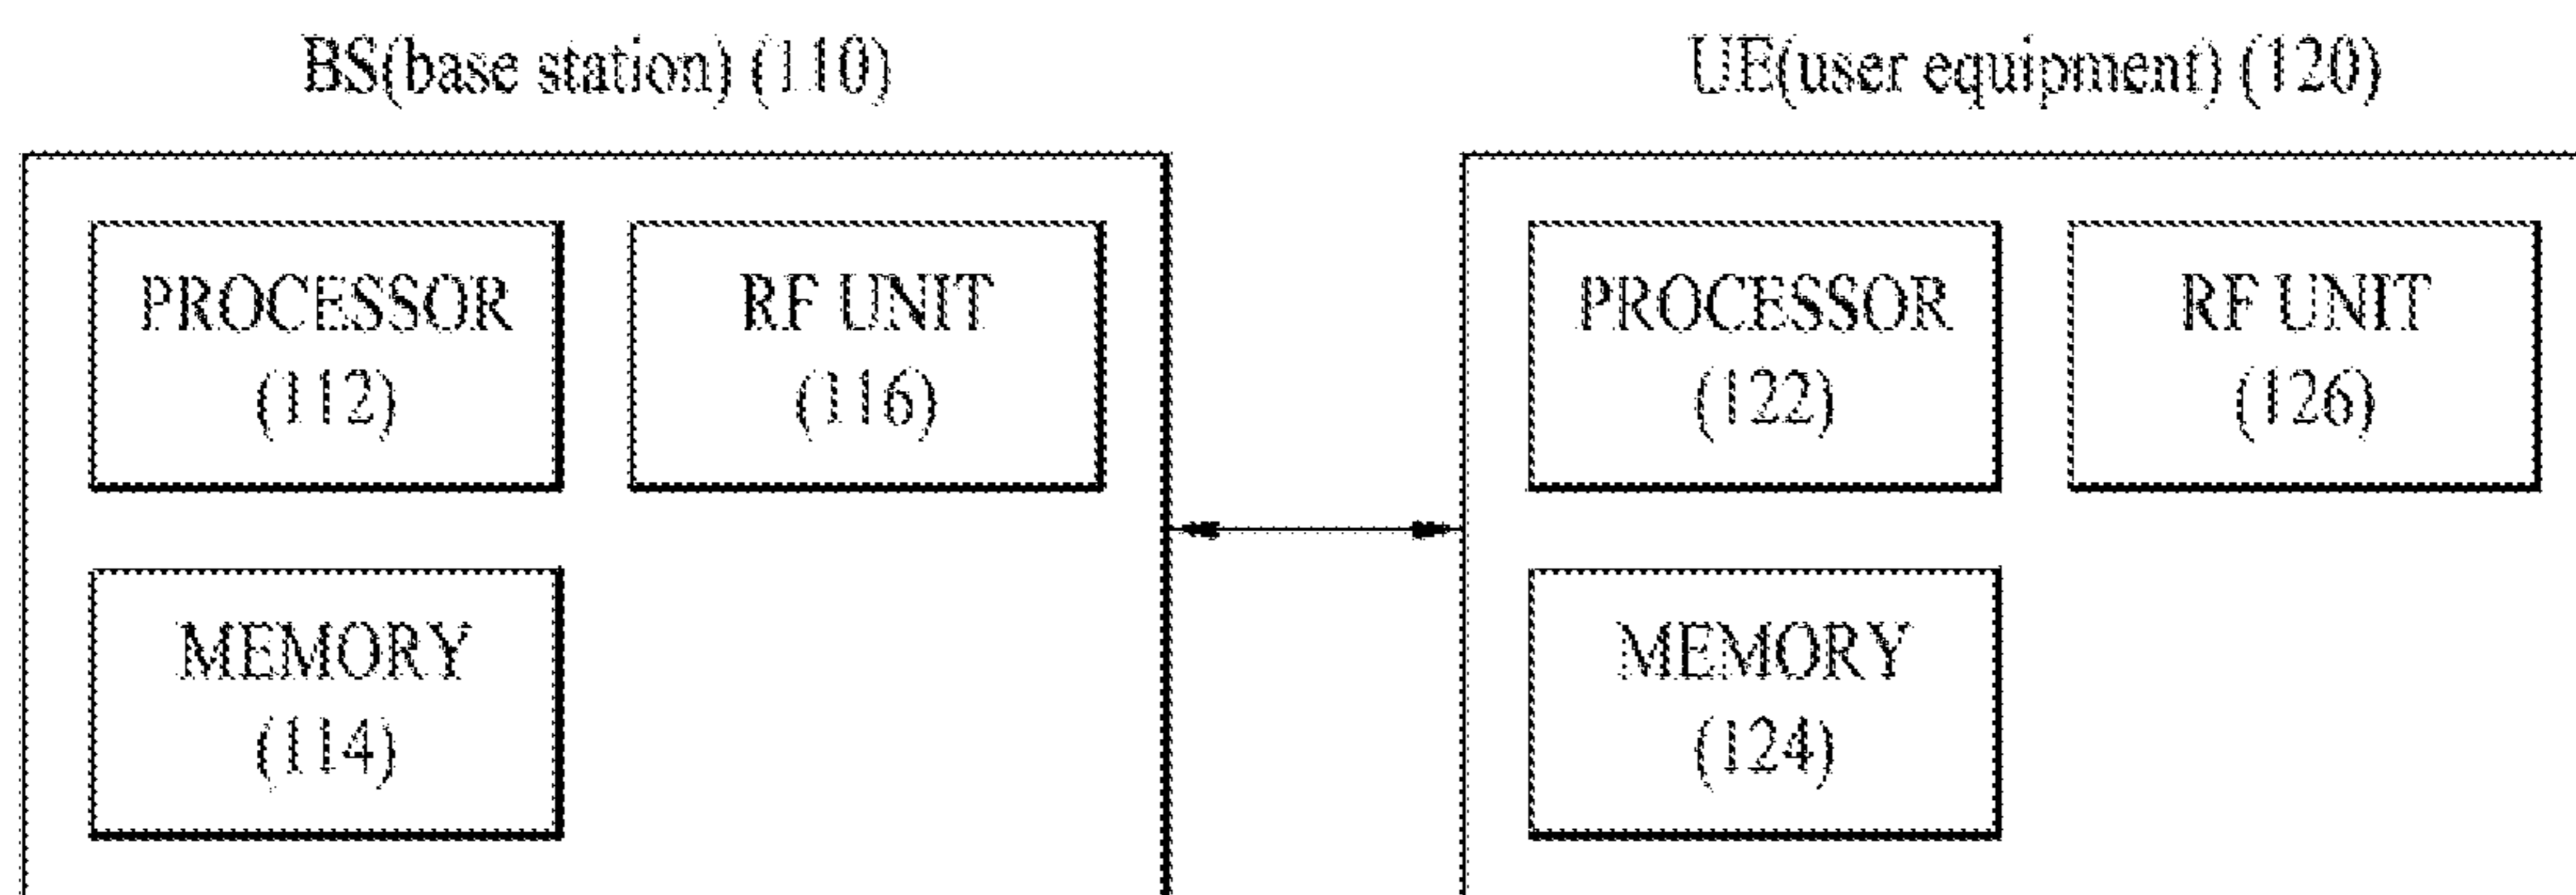 BS(base station) (110)
UE(user equipment) (120)
PROCESSOR
(112)
RF UNIT
(116)
MEMORY
(114)
PROCESSOR
(122)
RF UNIT
(126)
MEMORY
(124)